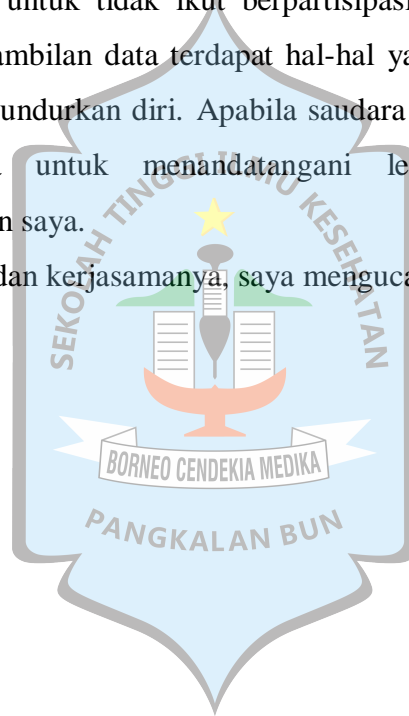 untuk tidak ikut berpartisipasi
ambilan data terdapat hal-hal ya
undurkan diri. Apabila saudara
untuk menandatangani le
n saya.
dan kerjasamanya, saya menguca
SEKOLAH TINGGI ILMU KESEHATAN
BORNEO CENDEKIA MEDIKA
PANGKALAN BUN